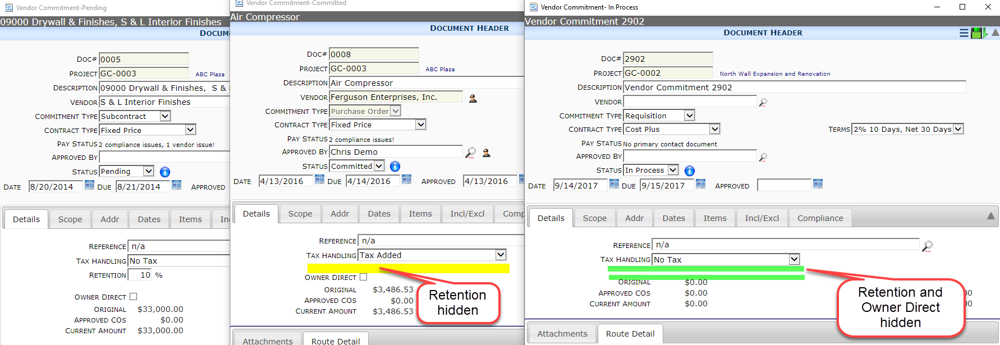 Vendor Commitment-Pending
09000 Drywall & Finishes, S & L Interior Finishes
DOCUM
DOC# 0005
PROJECT GC-0003 ABC Plaza
DESCRIPTION 09000 Drywall & Finishes, S &
VENDOR S & L Interior Finishes
COMMITMENT TYPE Subcontract
CONTRACT TYPE Fixed Price
PAY STATUS 2 compliance issues, 1 vendor issue!
APPROVED BY
STATUS Pending
DATE 8/20/2014 DUE 8/21/2014 APPROVED
Details Scope Addr Dates Items In
REFERENCE n/a
TAX HANDLING No Tax
RETENTION 10 %
OWNER DIRECT
ORIGINAL $33,000.00
APPROVED COS $0.00
CURRENT AMOUNT $33,000.00
Vendor Commitment-Committed
Air Compressor
DOCUMENT HEADER
DOC# 0008
PROJECT GC-0003 ABC Plaza
DESCRIPTION Air Compressor
VENDOR Ferguson Enterprises, Inc.
COMMITMENT TYPE Purchase Order
CONTRACT TYPE Fixed Price
PAY STATUS 2 compliance issues!
APPROVED BY Chris Demo
STATUS Committed
DATE 4/13/2016 DUE 4/14/2016 APPROVED 4/13/2016
Details Scope Addr Dates Items Incl/Excl Comp
REFERENCE n/a
TAX HANDLING Tax Added
OWNER DIRECT
ORIGINAL $3,486.53
APPROVED COS $0.00
CURRENT AMOUNT $3,486.53
Retention
hidden
Attachments Route Detail
Vendor Commitment- In Process
Vendor Commitment 2902
DOCUMENT HEADER
DOC# 2902
PROJECT GC-0002 North Wall Expansion and Renovation
DESCRIPTION Vendor Commitment 2902
VENDOR
COMMITMENT TYPE Requisition
CONTRACT TYPE Cost Plus TERMS 2% 10 Days, Net 30 Days
PAY STATUS No primary contact document
APPROVED BY
STATUS In Process
DATE 9/14/2017 DUE 9/15/2017 APPROVED
Details Scope Addr Dates Items Incl/Excl Compliance
REFERENCE n/a
TAX HANDLING No Tax
ORIGINAL $0.00
APPROVED COS $0.00 00
CURRENT AMOUNT $0.00 00
Retention and
Owner Direct
hidden
Attachments Route Detail